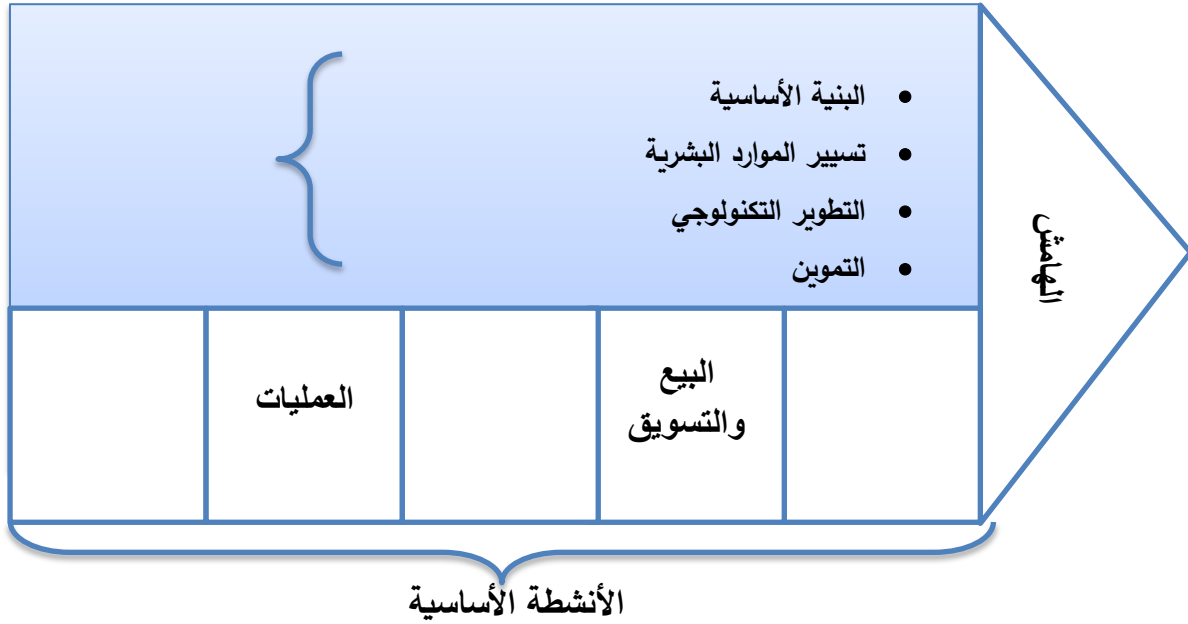 البنية الأساسية
تسيير الموارد البشرية
التطوير التكنولوجي
التموين
الهامش
البيع
والتسويق
العمليات
الأنشطة الأساسية